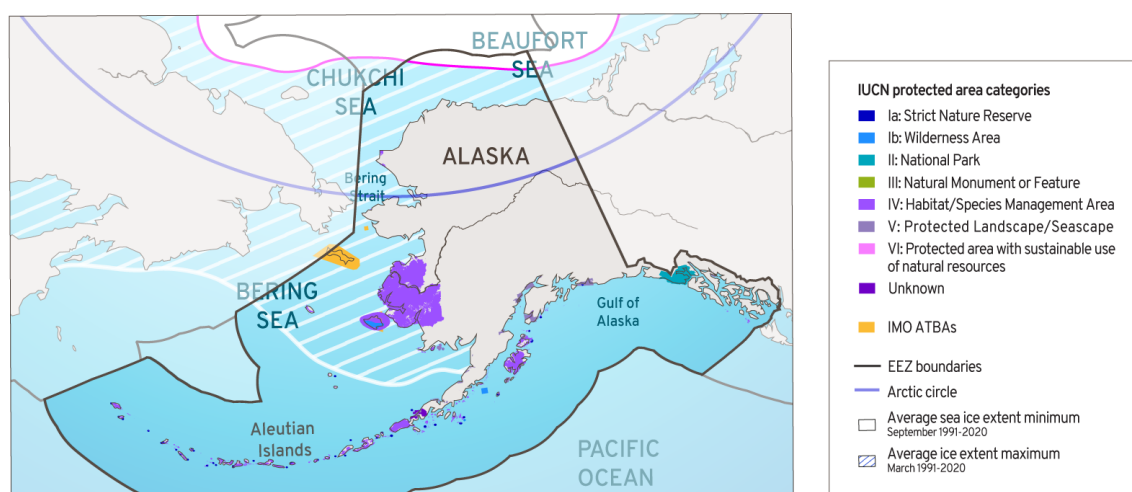 BEAUFORT
SEA
CHUKCHI
SEA
ALASKA
Bering
Strait
BERING
SEA
Gulf of
Alaska
Aleutian
Islands
PACIFIC
OCEAN
IUCN protected area categories
Ia: Strict Nature Reserve
Ib: Wilderness Area
II: National Park
III: Natural Monument or Feature
IV: Habitat/Species Management Area
V: Protected Landscape/Seascape
VI: Protected area with sustainable use
of natural resources
Unknown
IMO ATBAs
EEZ boundaries
Arctic circle
Average sea ice extent minimum
September 1991-2020
Average ice extent maximum
March 1991-2020